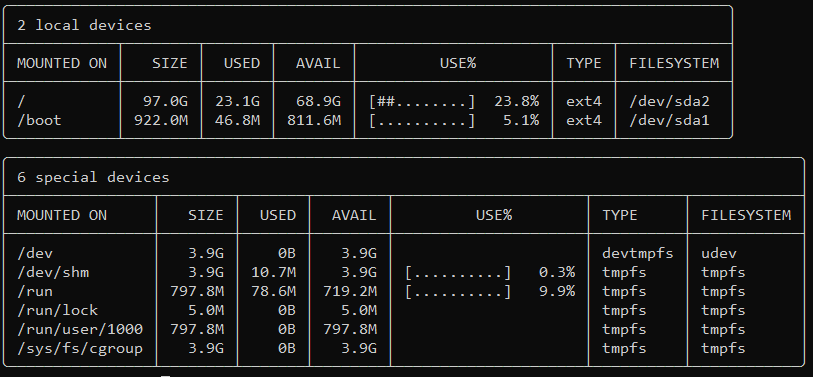 2 local devices
MOUNTED ON SIZE USED AVAIL USE% TYPE FILESYSTEM
/ 97.0G 23.1G 68.9G [##........] 23.8% ext4 /dev/sda2
/boot 922.0M 46.8M 811.6M [..........] 5.1% ext4 /dev/sda1
6 special devices
MOUNTED ON SIZE USED AVAIL USE% TYPE FILESYSTEM
/dev 3.9G 0B 3.9G devtmpfs udev
/dev/shm 3.9G 10.7M 3.9G [..........] 0.3% tmpfs tmpfs
/run 797.8M 78.6M 719.2M [..........] 9.9% tmpfs tmpfs
/run/lock 5.0M 0B 5.0M tmpfs tmpfs
/run/user/1000 797.8M 0B 797.8M tmpfs tmpfs
/sys/fs/cgroup 3.9G 0B 3.9G tmpfs tmpfs